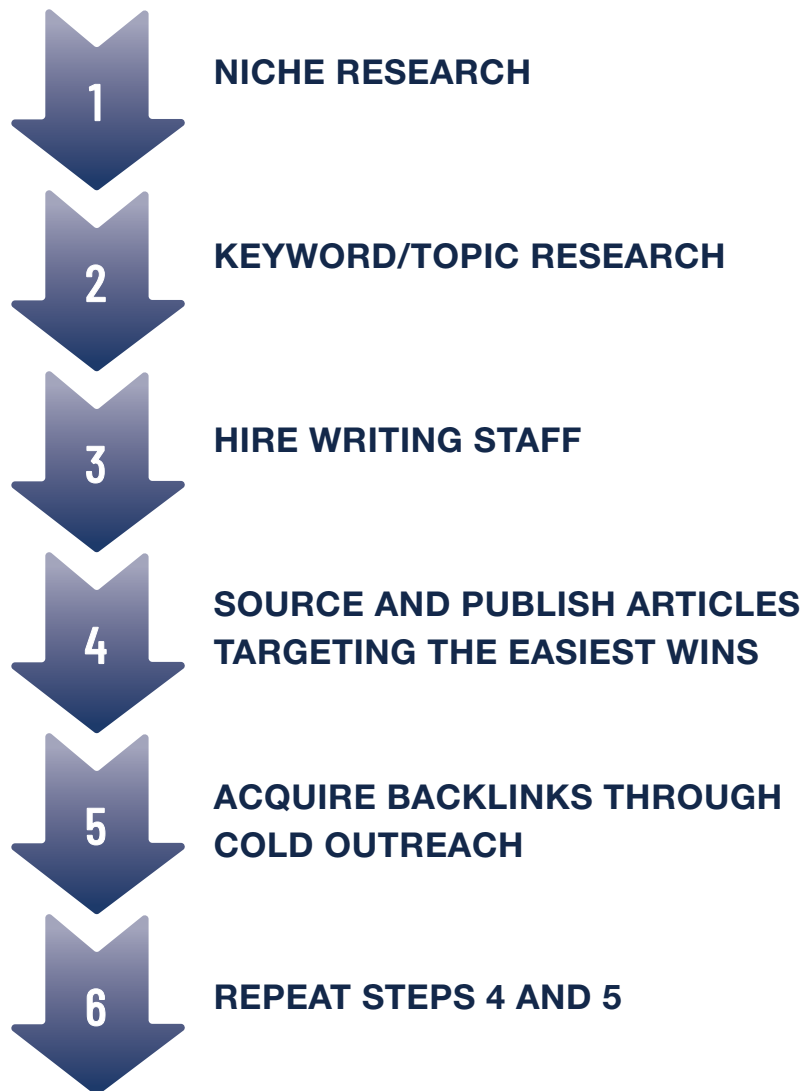 1
NICHE RESEARCH
2
KEYWORD/TOPIC RESEARCH
3
HIRE WRITING STAFF
4
SOURCE AND PUBLISH ARTICLES
TARGETING THE EASIEST WINS
5
ACQUIRE BACKLINKS THROUGH
COLD OUTREACH
6
REPEAT STEPS 4 AND 5